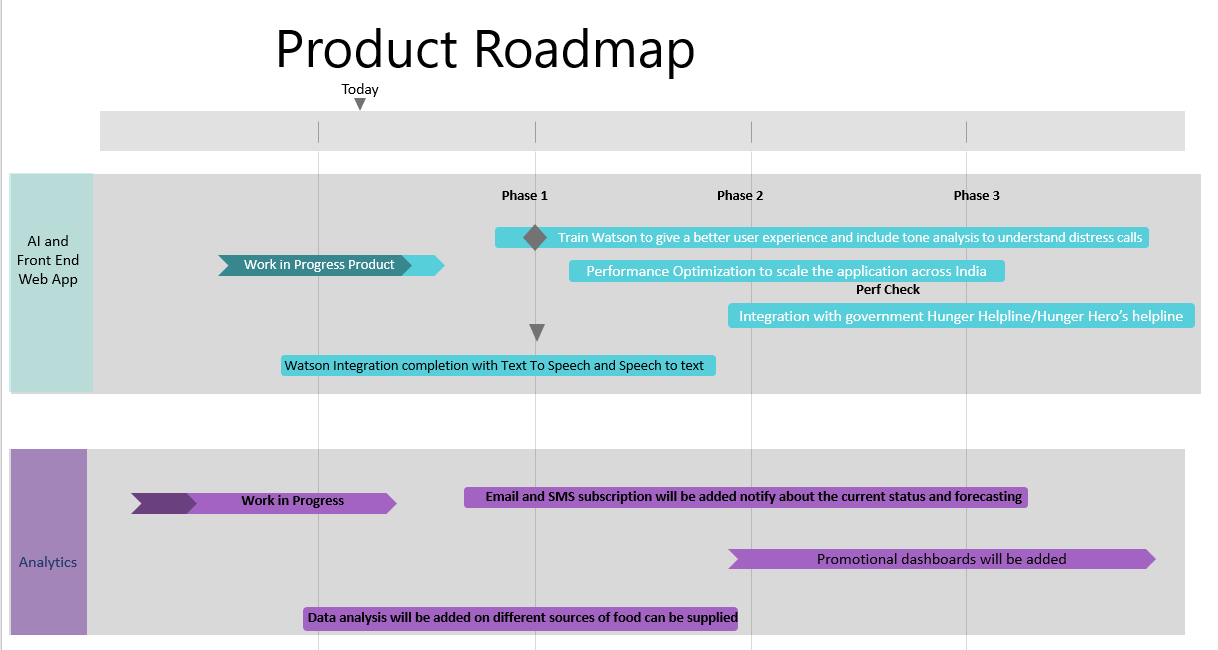 Product Roadmap
Today
Phase 1
Phase 2
Phase 3
AI and
Front End
Web App
Train Watson to give a better user experience and include tone analysis to understand distress calls
Work in Progress Product
Performance Optimization to scale the application across India
Perf Check
Integration with government Hunger Helpline/Hunger Hero’s helpline
Watson Integration completion with Text To Speech and Speech to text
Analytics
Work in Progress
Email and SMS subscription will be added notify about the current status and forecasting
Promotional dashboards will be added
Data analysis will be added on different sources of food can be supplied